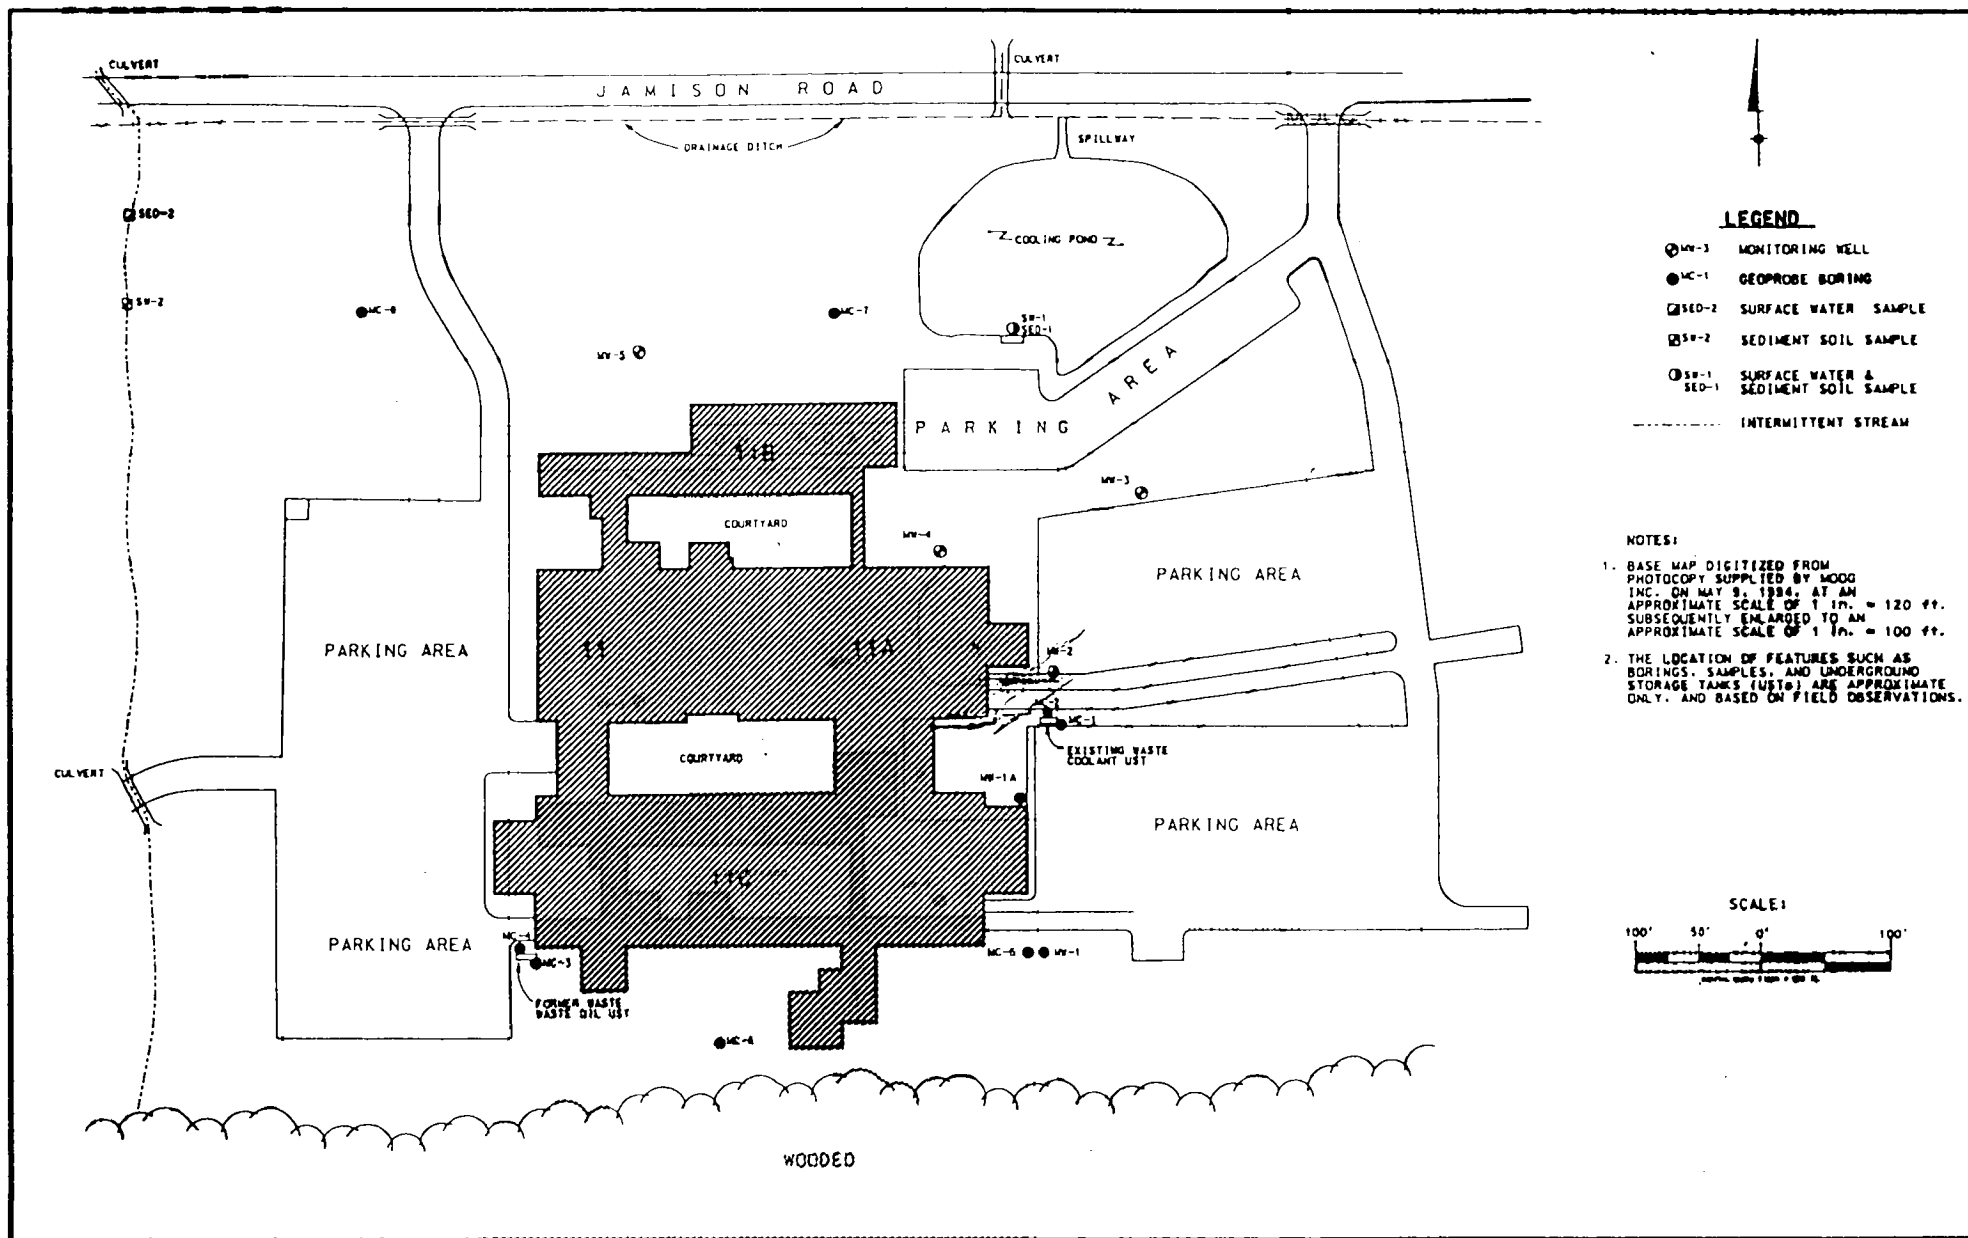 CULVERT
CULVERT
JAMISON ROAD
DRAINAGE DITCH
SPILLWAY
SED-2
COOLING POND
SW-2
MC-7
SW-1
SED-1
MW-5
PARKING AREA
11B
MW-3
COURTYARD
MW-4
PARKING AREA
PARKING AREA
11
11A
MW-2
MC-1
EXISTING WASTE
COOLANT UST
COURTYARD
CULVERT
MW-1A
PARKING AREA
11C
PARKING AREA
MC-4
MC-3
MW-1
FORMER WASTE
WASTE OIL UST
WOODED
LEGEND
MW-3 MONITORING WELL
MC-1 GEOPROBE BORING
SED-2 SURFACE WATER SAMPLE
SW-2 SEDIMENT SOIL SAMPLE
SW-1 SURFACE WATER &
SED-1 SEDIMENT SOIL SAMPLE
INTERMITTENT STREAM
NOTES:
1. BASE MAP DIGITIZED FROM
PHOTOCOPY SUPPLIED BY MOOG
INC. ON MAY 9, 1994, AT AN
APPROXIMATE SCALE OF 1 in. = 120 ft.
SUBSEQUENTLY ENLARGED TO AN
APPROXIMATE SCALE OF 1 in. = 100 ft.
2. THE LOCATION OF FEATURES SUCH AS
BORINGS, SAMPLES, AND UNDERGROUND
STORAGE TANKS (USTs) ARE APPROXIMATE
ONLY, AND BASED ON FIELD OBSERVATIONS.
SCALE:
100' 50' 0' 100'